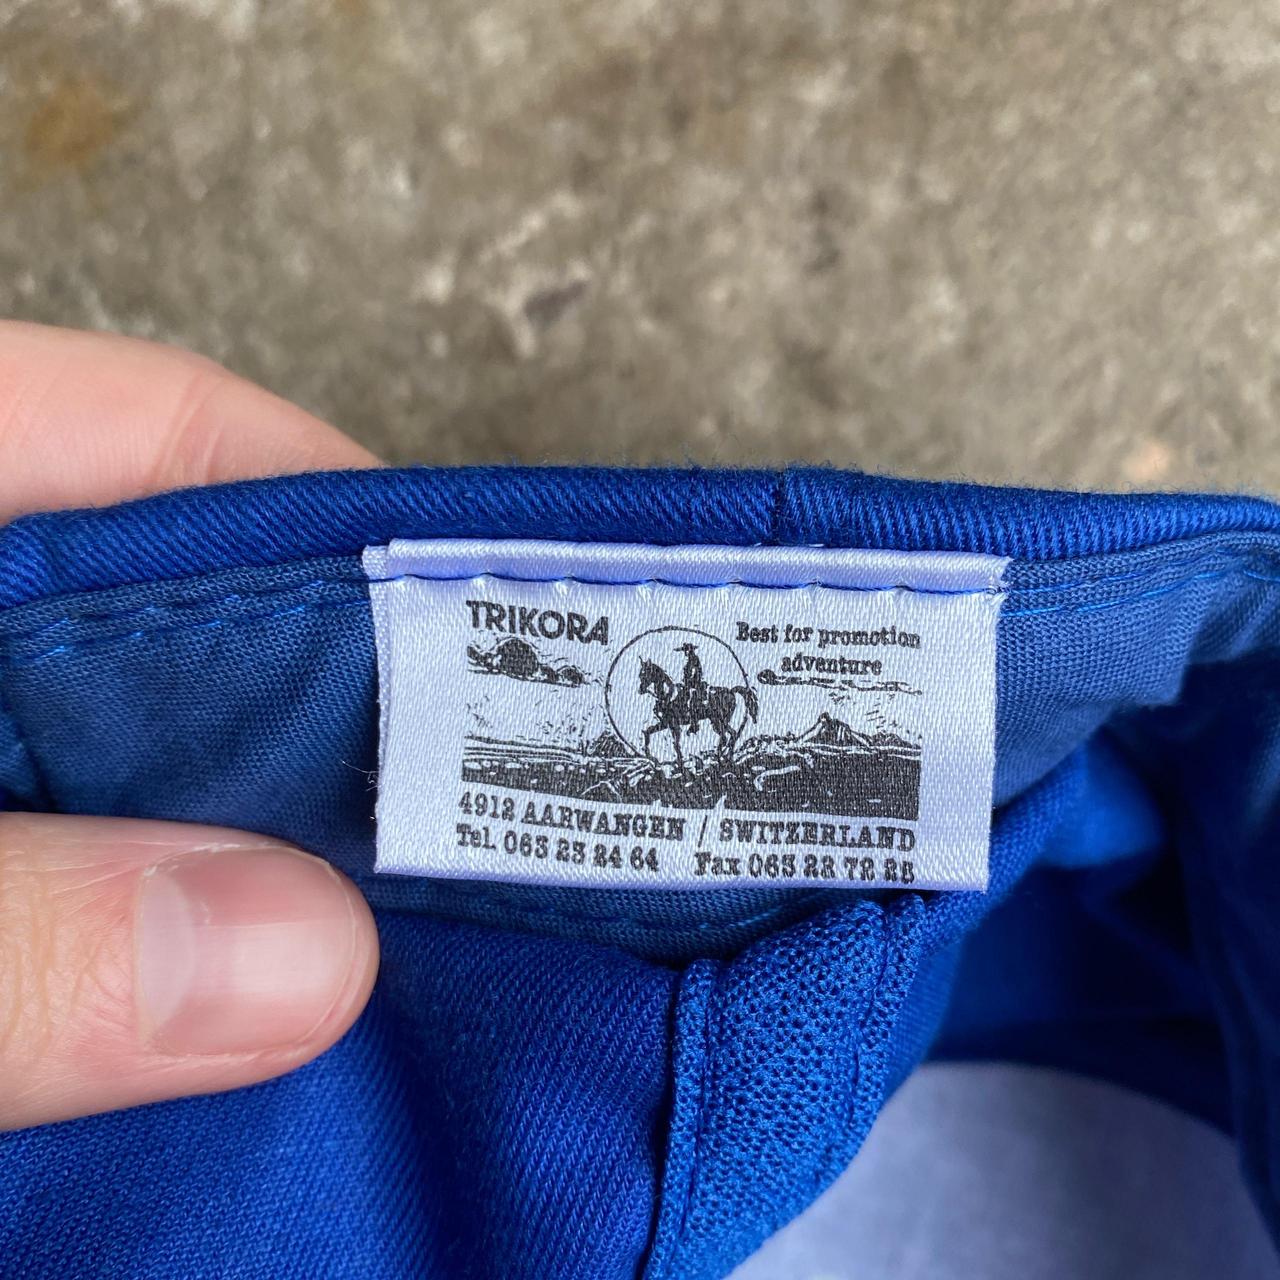 TRIKORA
Best for promotion
adventure
4912 AARWANGEN / SWITZERLAND
Tel. 063 23 24 64 Fax 063 22 72 25